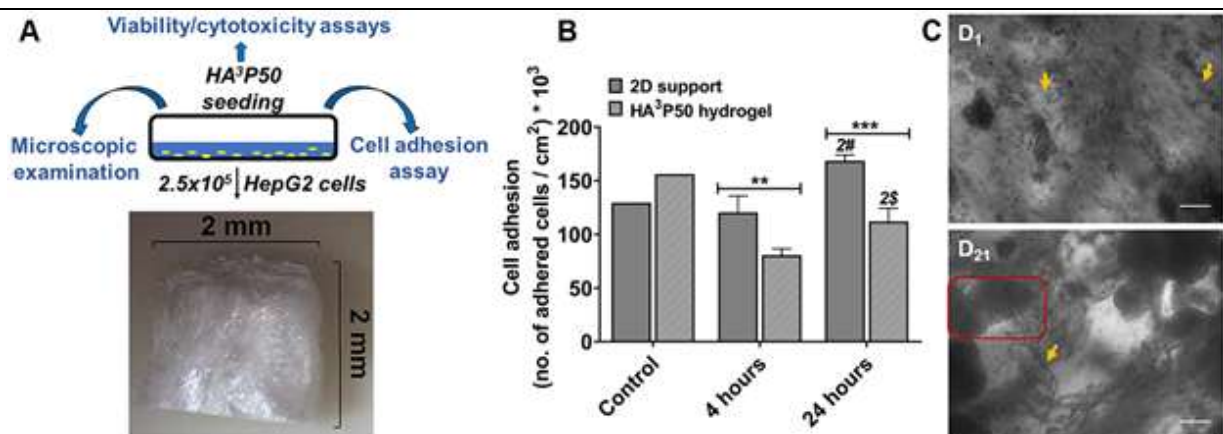 A
Viability/cytotoxicity assays
HA³P50
seeding
Microscopic
examination
Cell adhesion
assay
2.5x10⁵ HepG2 cells
2 mm
2 mm
B
2D support
HA³P50 hydrogel
Cell adhesion
(no. of adhered cells / cm²) * 10³
200
150
100
50
0
**
***
2#
2$
Control
4 hours
24 hours
C
D₁
D₂₁